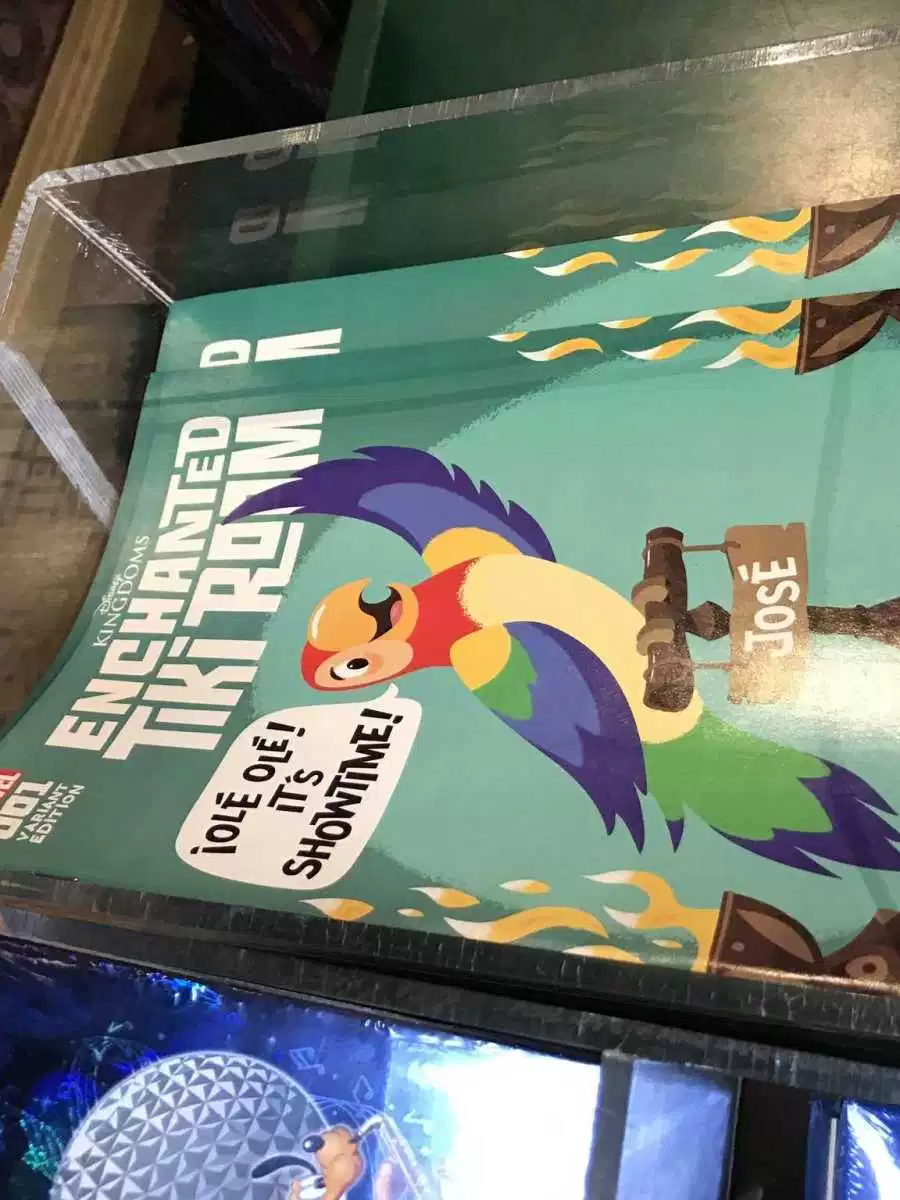 Disney
KINGDOMS
ENCHANTED
TIKI ROOM
001
VARIANT
EDITION
¡OLÉ OLÉ!
IT'S
SHOWTIME!
JOSÉ
D